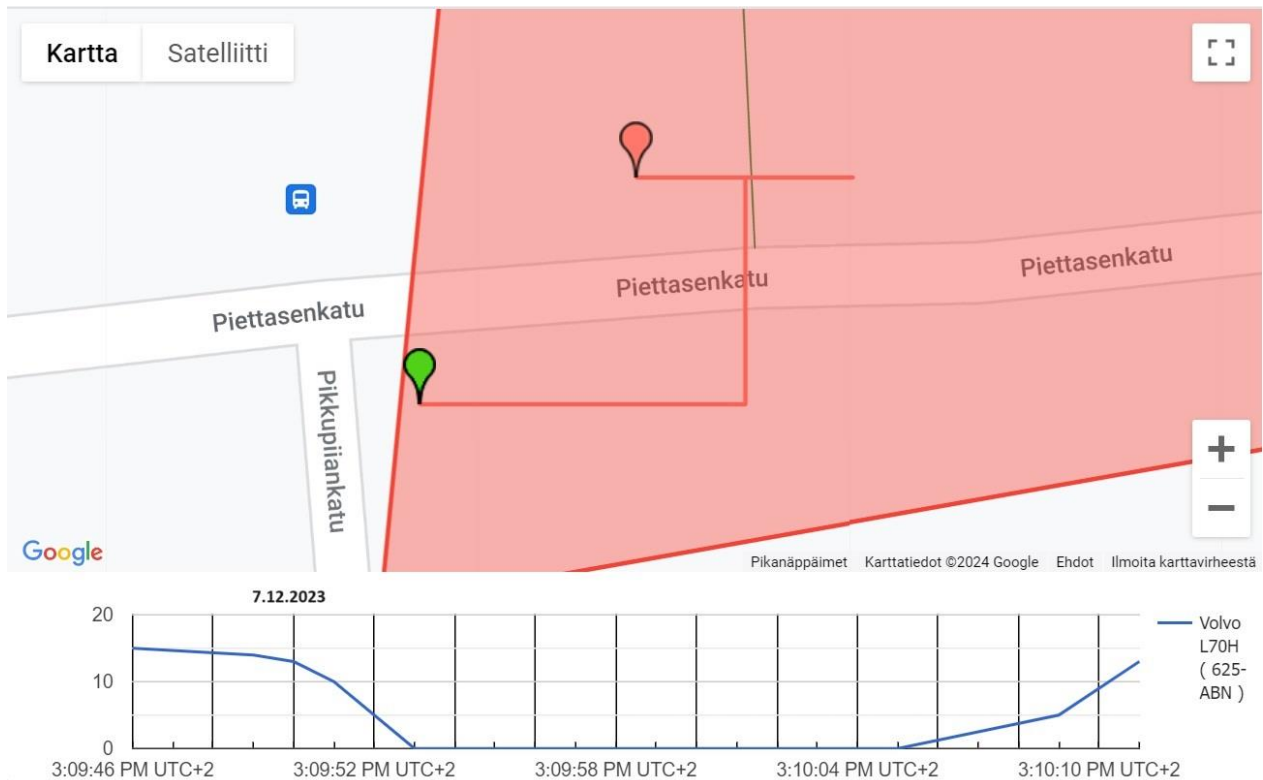 Kartta
Satelliitti
Piettasenkatu
Piettasenkatu
Piettasenkatu
Pikkupiiankatu
Google
Pikanäppäimet Karttatiedot ©2024 Google Ehdot Ilmoita karttavirheestä
7.12.2023
20
10
0
3:09:46 PM UTC+2 3:09:52 PM UTC+2 3:09:58 PM UTC+2 3:10:04 PM UTC+2 3:10:10 PM UTC+2
Volvo
L70H
( 625-
ABN )